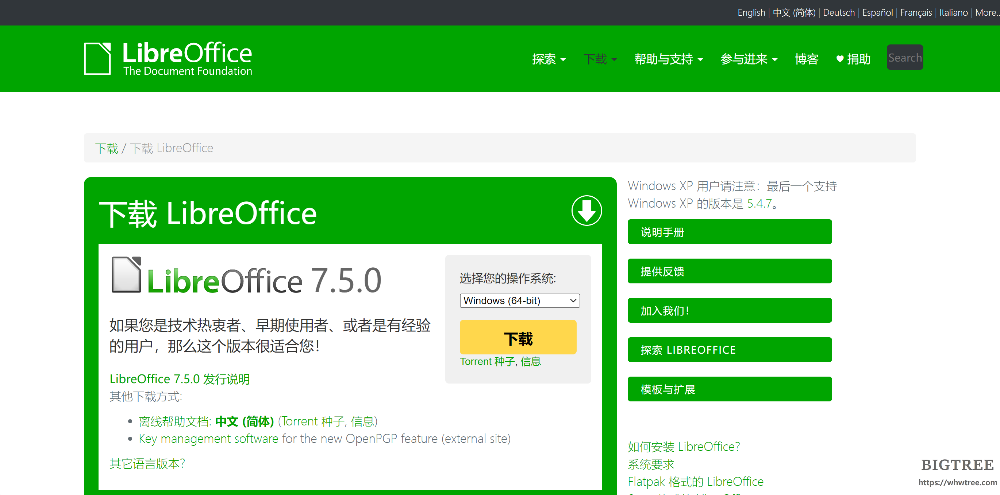 English | 中文 (简体) | Deutsch | Español | Français | Italiano | More..
LibreOffice
The Document Foundation
探索 下载 帮助与支持 参与进来 博客 ♥ 捐助 Search
下载 / 下载 LibreOffice
下载 LibreOffice
LibreOffice 7.5.0
如果您是技术热衷者、早期使用者、或者是有经验
的用户，那么这个版本很适合您！
LibreOffice 7.5.0 发行说明
其他下载方式:
• 离线帮助文档: 中文 (简体) (Torrent 种子, 信息)
• Key management software for the new OpenPGP feature (external site)
其它语言版本?
选择您的操作系统:
Windows (64-bit)
下载
Torrent 种子, 信息
Windows XP 用户请注意：最后一个支持
Windows XP 的版本是 5.4.7。
说明手册
提供反馈
加入我们！
探索 LIBREOFFICE
模板与扩展
如何安装 LibreOffice?
系统要求
Flatpak 格式的 LibreOffice
BIGTREE
https://whwtree.com